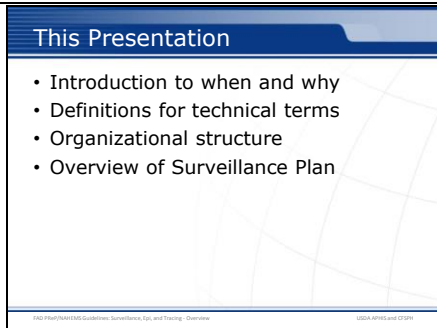 This Presentation
• Introduction to when and why
• Definitions for technical terms
• Organizational structure
• Overview of Surveillance Plan
FAD PReP/NAHEMS Guidelines: Surveillance, Epi, and Tracing - Overview
USDA APHIS and CFSPH